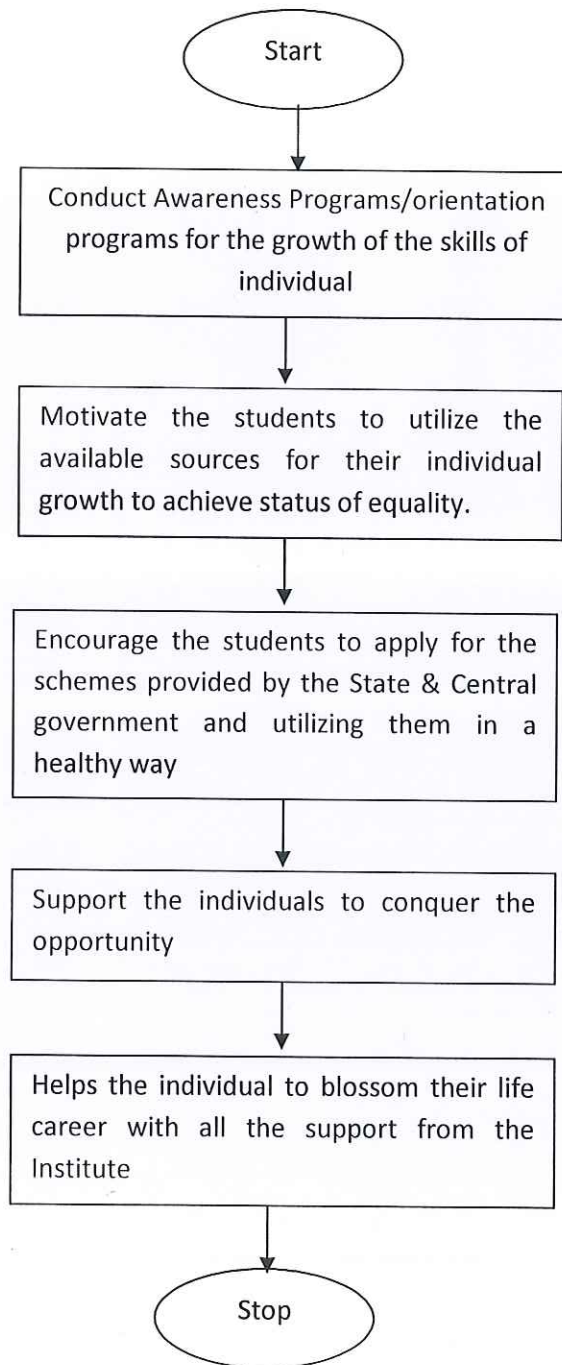 Start
Conduct Awareness Programs/orientation
programs for the growth of the skills of
individual
Motivate the students to utilize the
available sources for their individual
growth to achieve status of equality.
Encourage the students to apply for the
schemes provided by the State & Central
government and utilizing them in a
healthy way
Support the individuals to conquer the
opportunity
Helps the individual to blossom their life
career with all the support from the
Institute
Stop